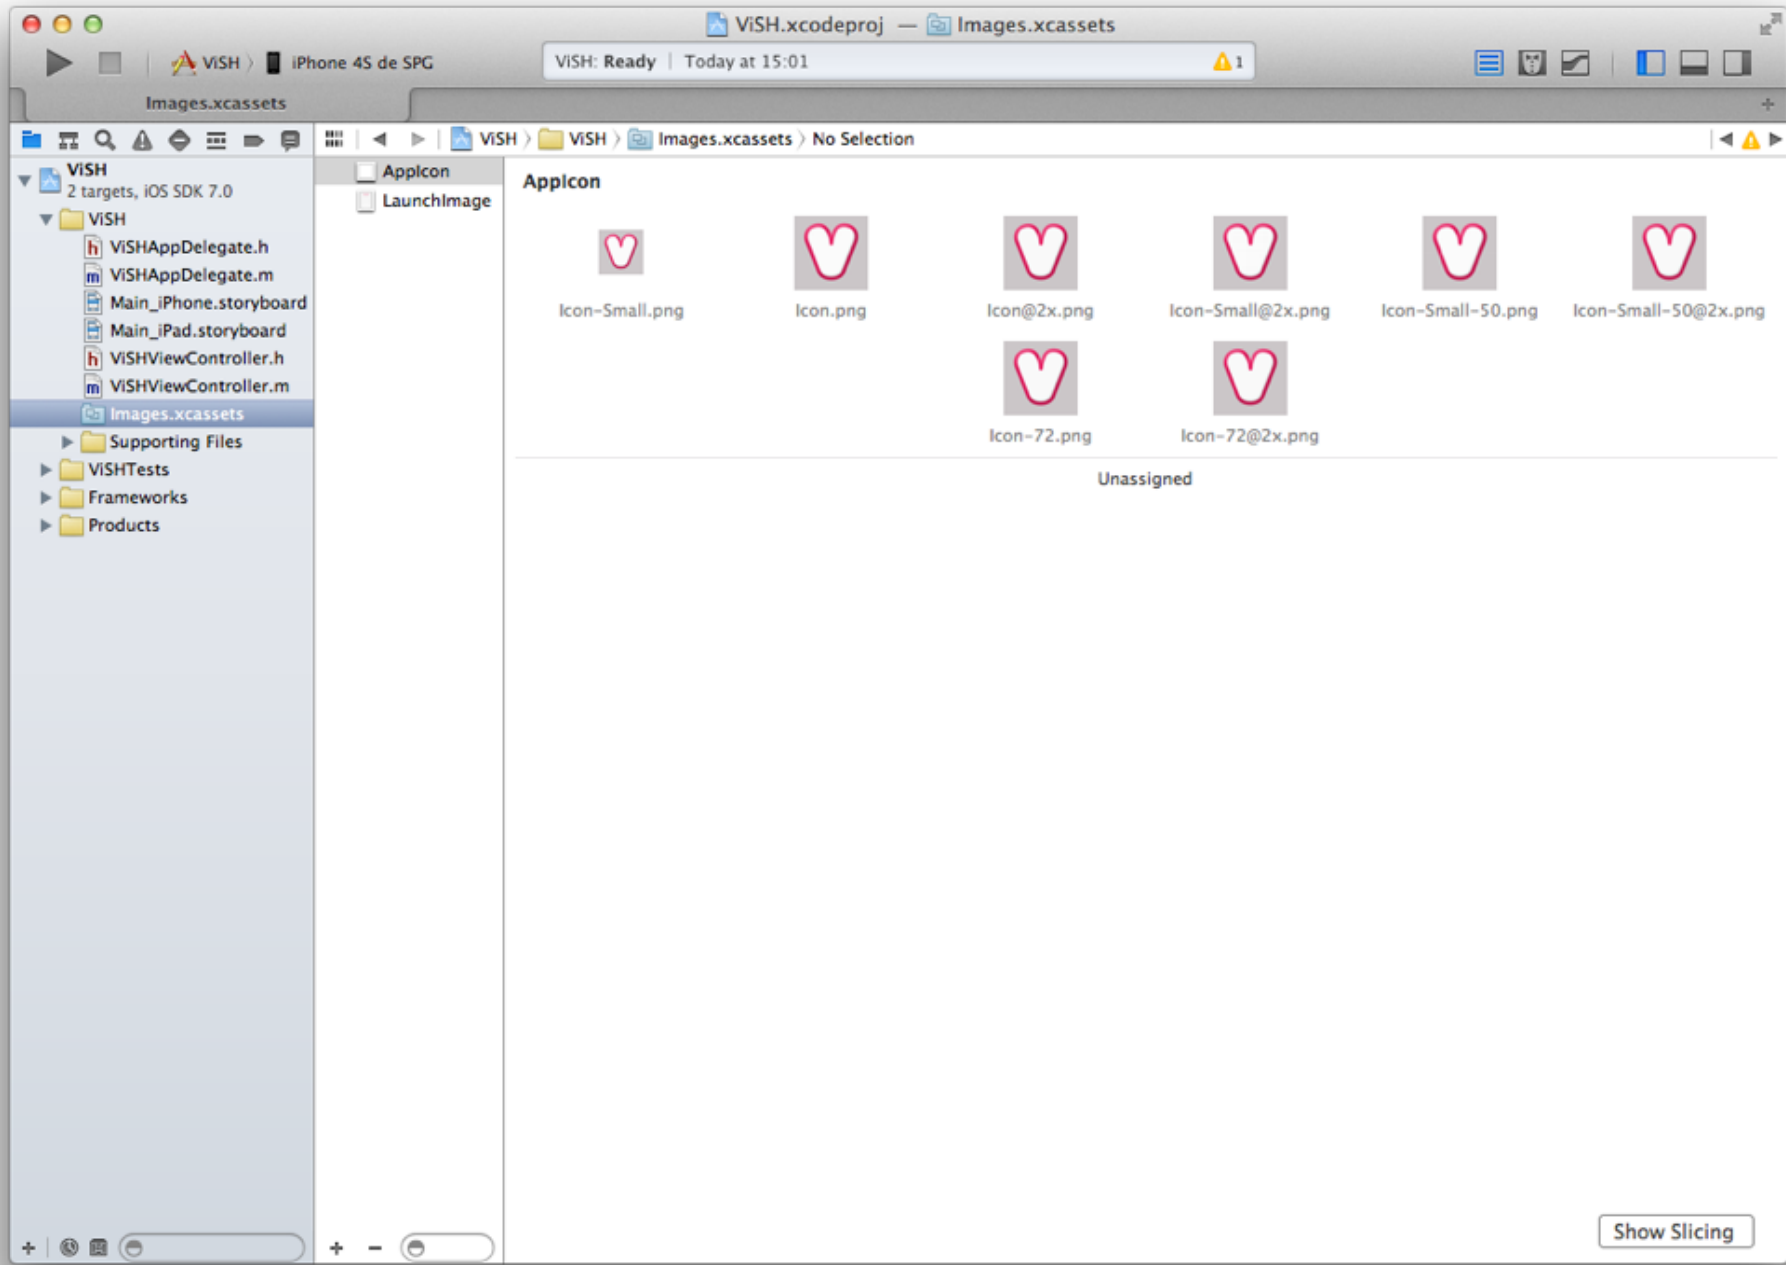 ViSH.xcodeproj — Images.xcassets
ViSH iPhone 4S de SPG
ViSH: Ready | Today at 15:01
1
Images.xcassets
ViSH ViSH Images.xcassets No Selection
ViSH
2 targets, iOS SDK 7.0
ViSH
h ViSHAppDelegate.h
m ViSHAppDelegate.m
Main_iPhone.storyboard
Main_iPad.storyboard
h ViSHViewController.h
m ViSHViewController.m
Images.xcassets
Supporting Files
ViSHTests
Frameworks
Products
AppIcon
LaunchImage
AppIcon
Icon-Small.png
Icon.png
Icon@2x.png
Icon-Small@2x.png
Icon-Small-50.png
Icon-Small-50@2x.png
Icon-72.png
Icon-72@2x.png
Unassigned
Show Slicing